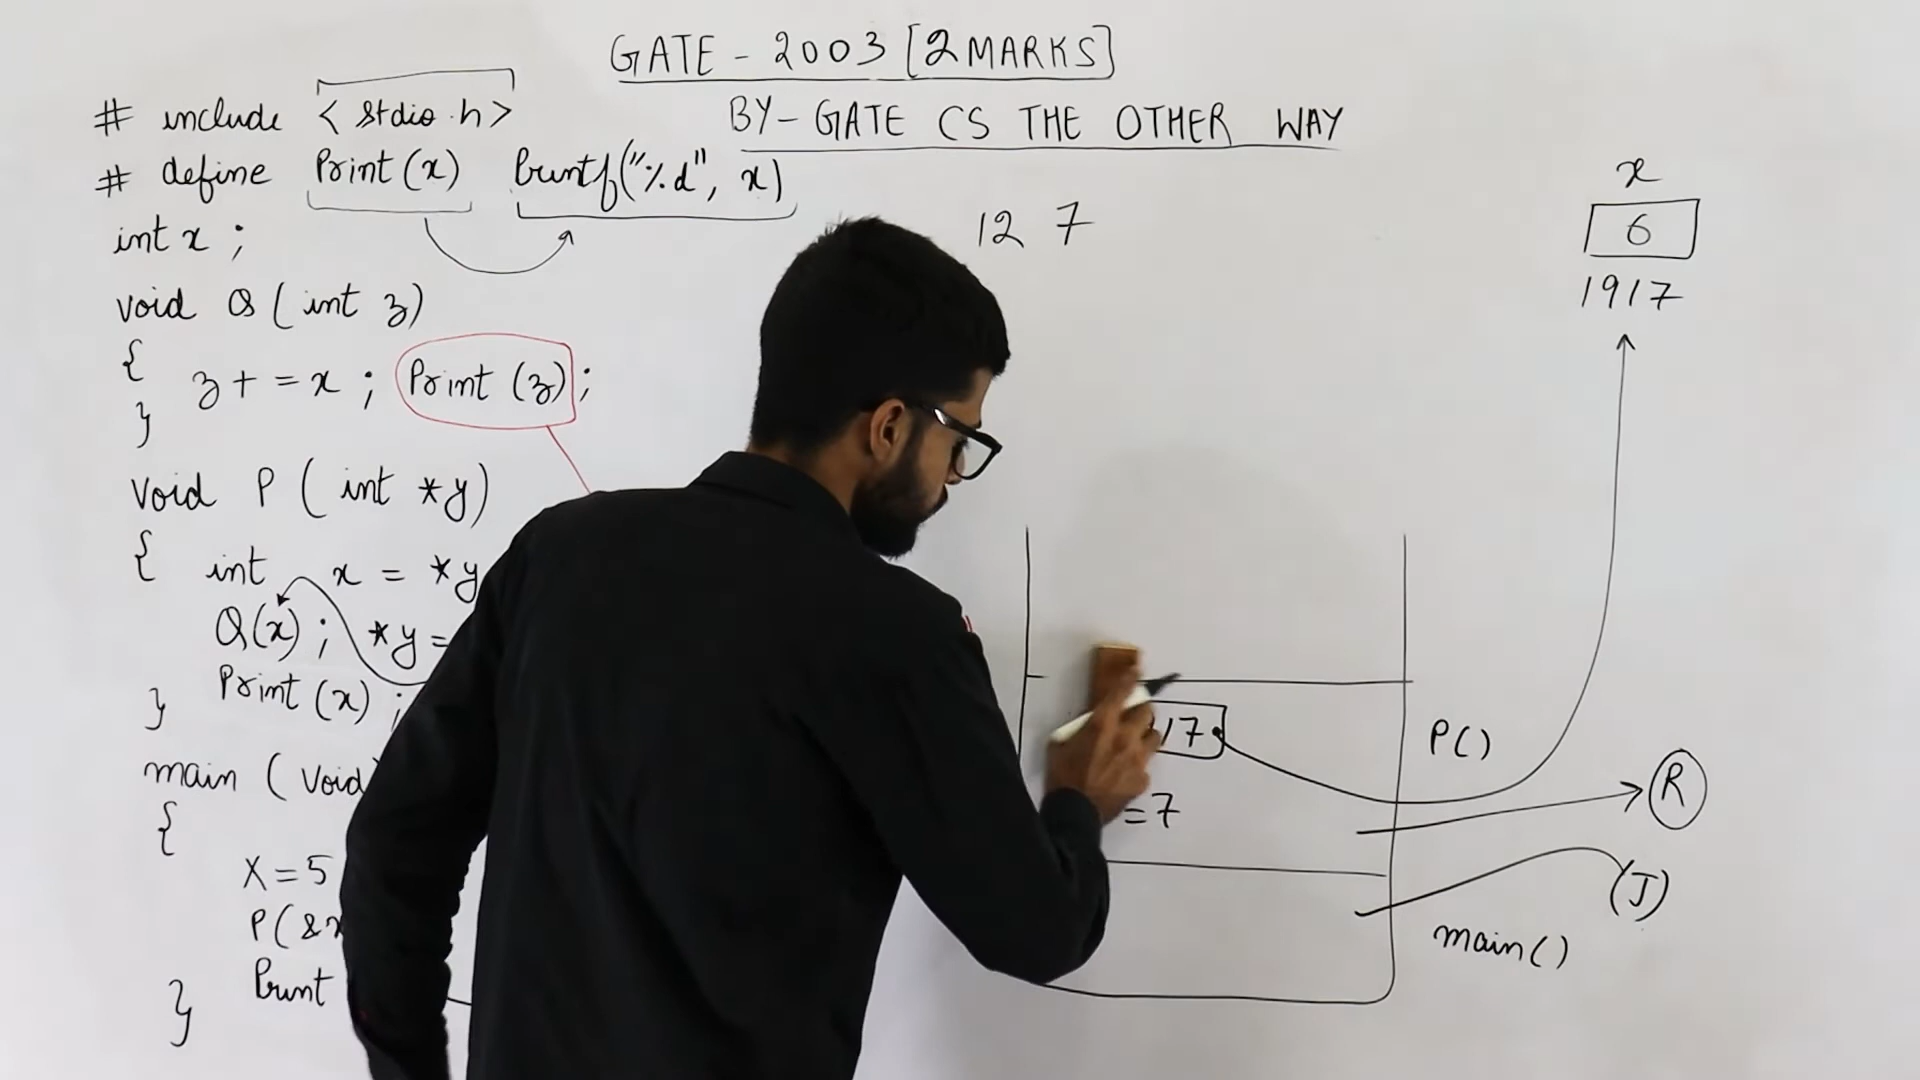 GATE - 2003 [2 MARKS]
BY - GATE CS THE OTHER WAY
# include <stdio.h>
# define Print(x) Printf("%d", x)
int x ;
void Q ( int z )
{
z + = x ; Print (z) ;
}
void P ( int *y )
{ int x = *y
Q(x) ; *y =
Print (x) ;
}
main ( void
{
X = 5
P(&x
Print
}
12 7
x
6
1917
17
= 7
P()
R
(J)
main()